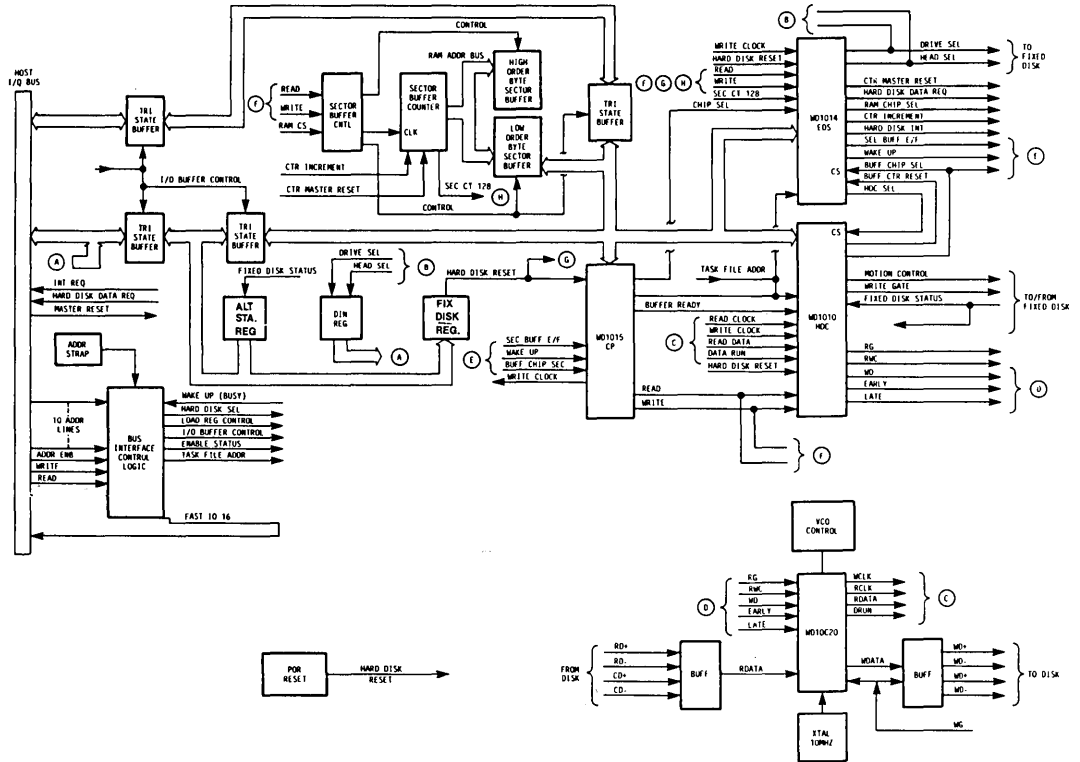 HOST
I/O BUS
TRI
STATE
BUFFER
I/O BUFFER CONTROL
TRI
STATE
BUFFER
TRI
STATE
BUFFER
A
INT REQ
HARD DISK DATA REQ
MASTER RESET
ADDR
STRAP
10 ADDR
LINES
ADDR ENB
WRITE
READ
BUS
INTERFACE
CONTROL
LOGIC
WAKE UP (BUSY)
HARD DISK SEL
LOAD REG CONTROL
I/O BUFFER CONTROL
ENABLE STATUS
TASK FILE ADDR
FAST IO 16
F
READ
WRITE
RAM CS
SECTOR
BUFFER
CNTL
CONTROL
RAM ADDR BUS
SECTOR
BUFFER
COUNTER
CLK
HIGH
ORDER
BYTE
SECTOR
BUFFER
LOW
ORDER
BYTE
SECTOR
BUFFER
TRI
STATE
BUFFER
CTR INCREMENT
CTR MASTER RESET
SEC CT 128
H
CONTROL
FIXED DISK STATUS
ALT
STA.
REG
DRIVE SEL
HEAD SEL
B
DIN
REG
A
HARD DISK RESET
G
FIX
DISK
REG.
E
SEC BUFF E/F
WAKE UP
BUFF CHIP SEC
WRITE CLOCK
WD1015
CP
TASK FILE ADDR
BUFFER READY
C
READ CLOCK
WRITE CLOCK
READ DATA
DATA RUN
HARD DISK RESET
READ
WRITE
F
B
WRITE CLOCK
HARD DISK RESET
F G H
READ
WRITE
SEC CT 128
CHIP SEL
WD1014
EDS
CS
DRIVE SEL
HEAD SEL
TO
FIXED
DISK
CTR MASTER RESET
HARD DISK DATA REQ
RAM CHIP SEL
CTR INCREMENT
HARD DISK INT
SEL BUFF E/F
WAKE UP
BUFF CHIP SEL
BUFF CTR RESET
HDC SEL
E
CS
WD1010
HDC
MOTION CONTROL
WRITE GATE
FIXED DISK STATUS
TO/FROM
FIXED DISK
RG
RWC
WD
EARLY
LATE
D
VCO
CONTROL
D
RG
RWC
WD
EARLY
LATE
WD10C20
WCLK
RCLK
RDATA
DRUN
C
POR
RESET
HARD DISK
RESET
FROM
DISK
RD+
RD-
CD+
CD-
BUFF
RDATA
WDATA
BUFF
WD+
WD-
WD+
WD-
TO DISK
WG
XTAL
10MHZ